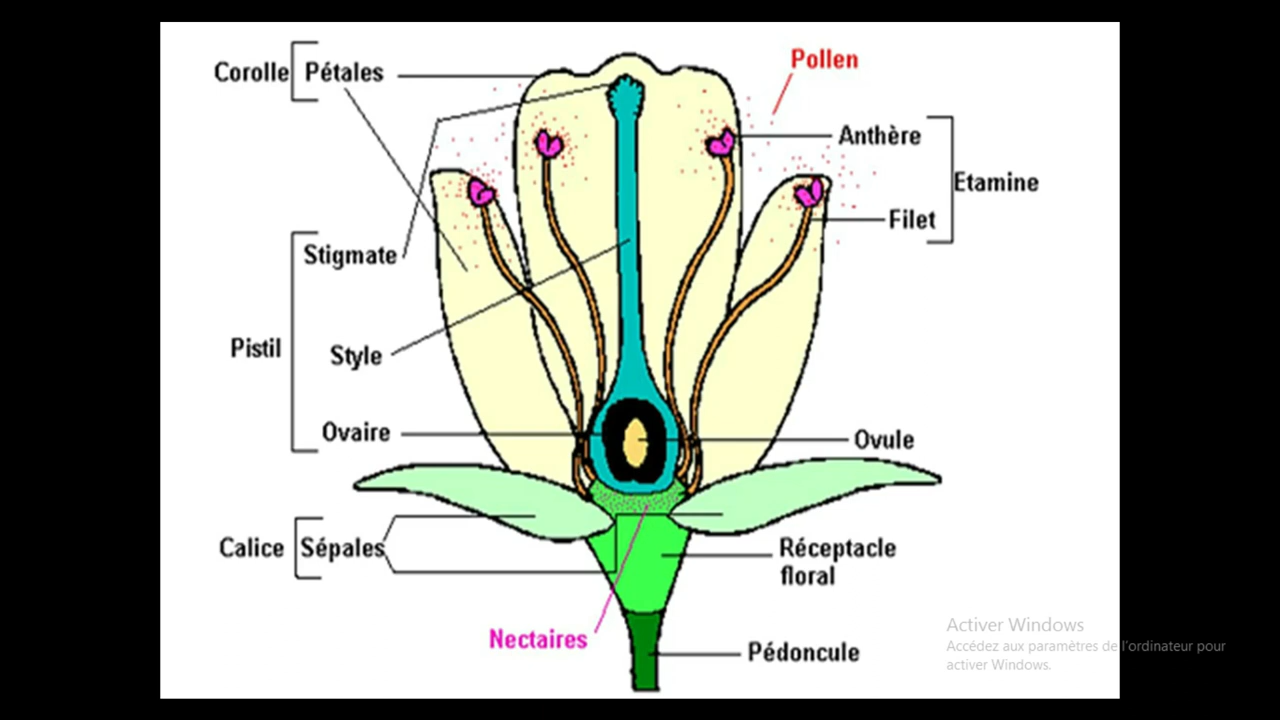 Pollen
Corolle Pétales
Anthère
Etamine
Filet
Stigmate
Pistil
Style
Ovaire
Ovule
Calice Sépales
Réceptacle
floral
Nectaires
Pédoncule
Activer Windows
Accédez aux paramètres de l'ordinateur pour
activer Windows.